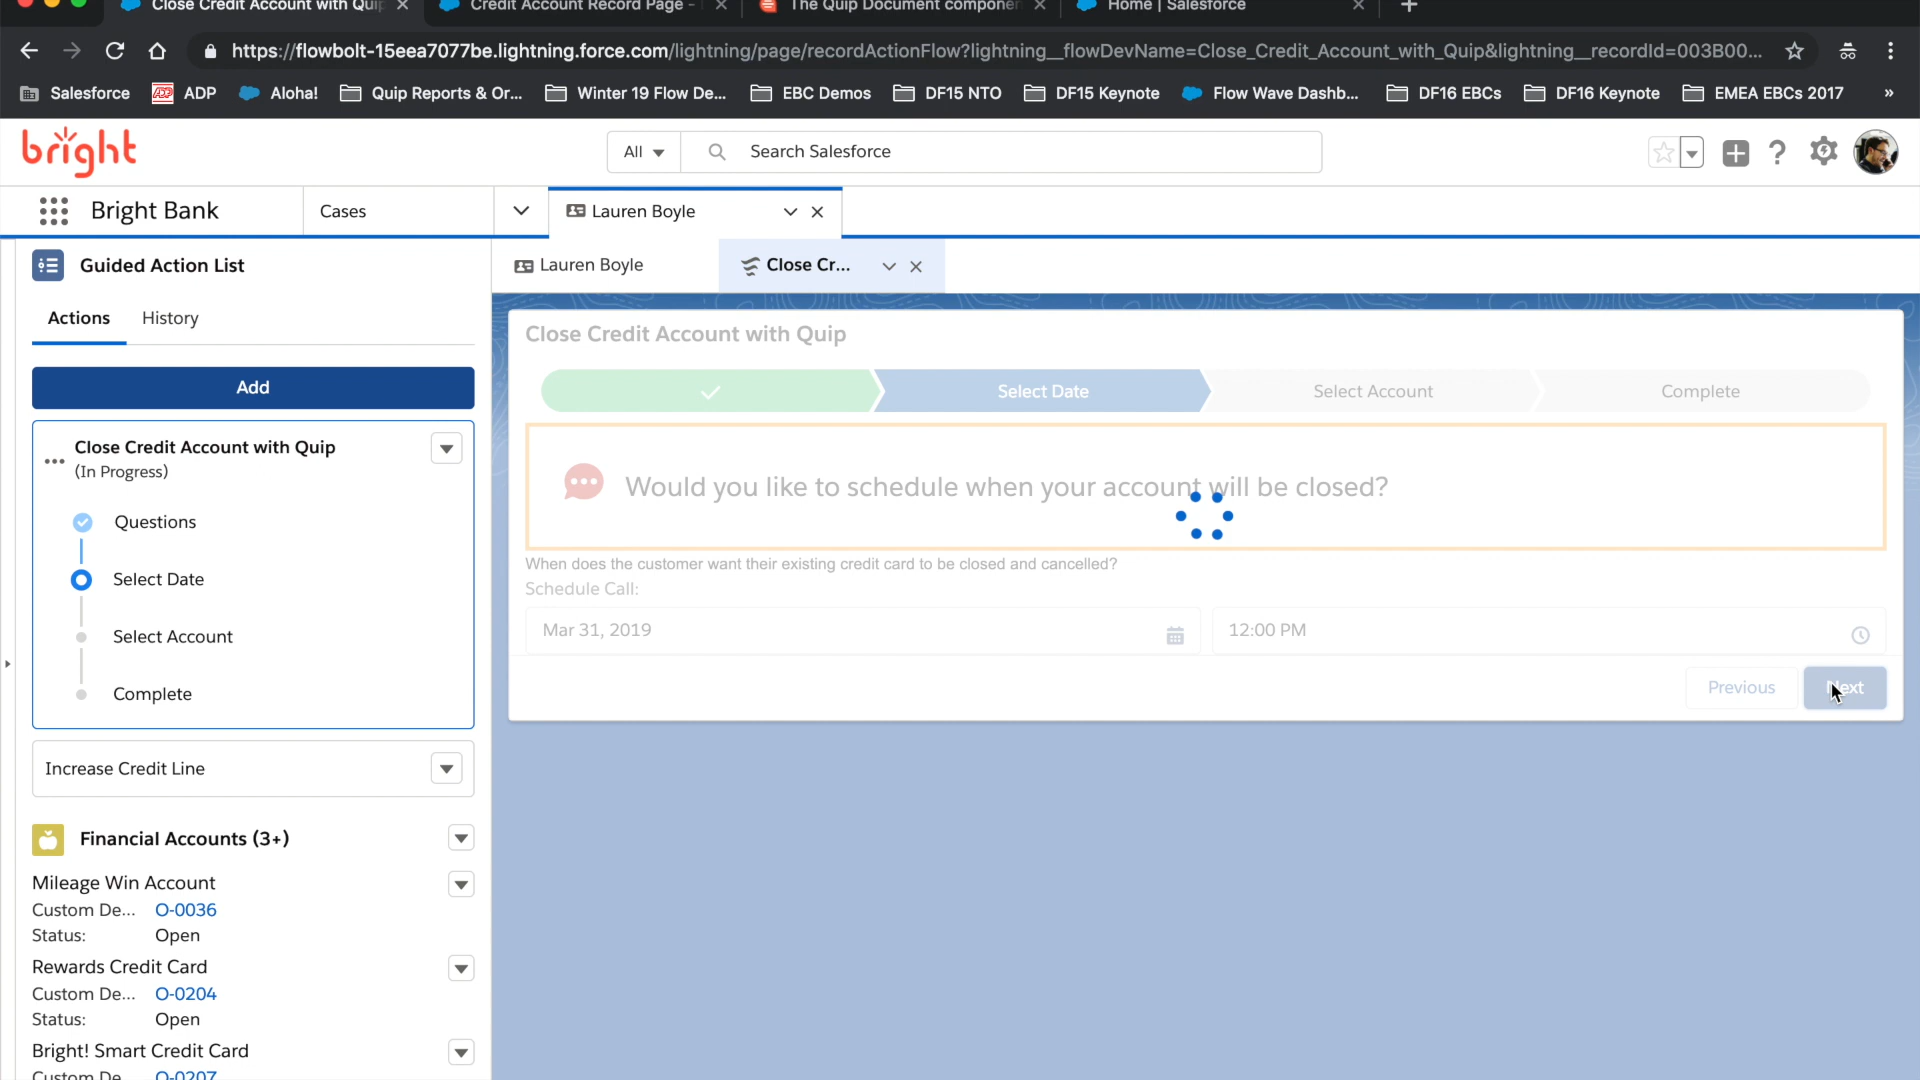 Close Credit Account with Quip
Credit Account Record Page -
The Quip Document componen
Home | Salesforce
https://flowbolt-15eea7077be.lightning.force.com/lightning/page/recordActionFlow?lightning__flowDevName=Close_Credit_Account_with_Quip&lightning__recordId=003B00...
Salesforce
ADP
Aloha!
Quip Reports & Or...
Winter 19 Flow De...
EBC Demos
DF15 NTO
DF15 Keynote
Flow Wave Dashb...
DF16 EBCs
DF16 Keynote
EMEA EBCs 2017
»
bright
All
Search Salesforce
Bright Bank
Cases
Lauren Boyle
Guided Action List
Lauren Boyle
Close Cr...
Actions
History
Add
Close Credit Account with Quip
(In Progress)
Questions
Select Date
Select Account
Complete
Increase Credit Line
Financial Accounts (3+)
Mileage Win Account
Custom De... O-0036
Status: Open
Rewards Credit Card
Custom De... O-0204
Status: Open
Bright! Smart Credit Card
Custom De... O-0207
Close Credit Account with Quip
Select Date
Select Account
Complete
Would you like to schedule when your account will be closed?
When does the customer want their existing credit card to be closed and cancelled?
Schedule Call:
Mar 31, 2019
12:00 PM
Previous
Next